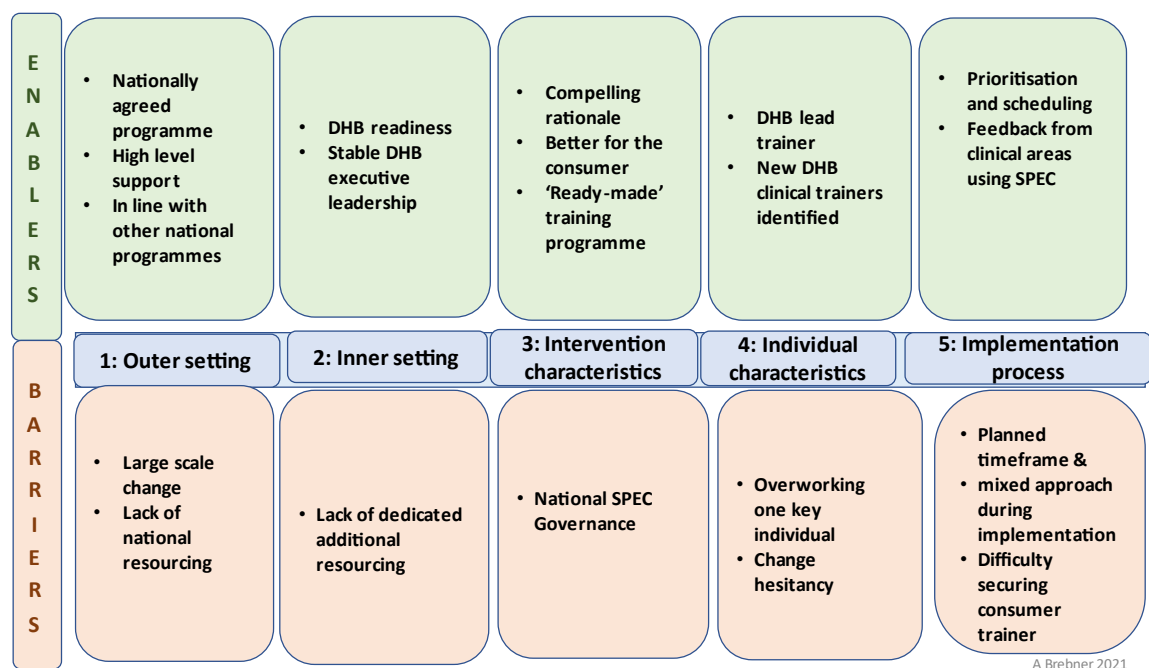 ENABLERS
• Nationally
agreed
programme
• High level
support
• In line with
other national
programmes
• DHB readiness
• Stable DHB
executive
leadership
• Compelling
rationale
• Better for the
consumer
• ‘Ready-made’
training
programme
• DHB lead
trainer
• New DHB
clinical trainers
identified
• Prioritisation
and scheduling
• Feedback from
clinical areas
using SPEC
1: Outer setting
2: Inner setting
3: Intervention
characteristics
4: Individual
characteristics
5: Implementation
process
BARRIERS
• Large scale
change
• Lack of
national
resourcing
• Lack of dedicated
additional
resourcing
• National SPEC
Governance
• Overworking
one key
individual
• Change
hesitancy
• Planned
timeframe &
• mixed approach
during
implementation
• Difficulty
securing
consumer
trainer
A Brebner 2021